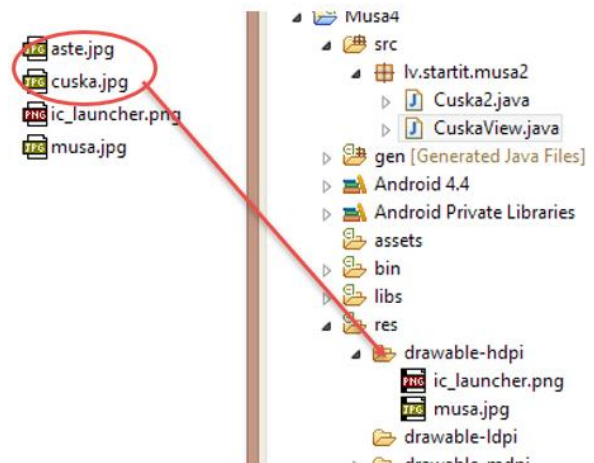 aste.jpg
cuska.jpg
ic_launcher.png
musa.jpg
Musa4
src
lv.startit.musa2
Cuska2.java
CuskaView.java
gen [Generated Java Files]
Android 4.4
Android Private Libraries
assets
bin
libs
res
drawable-hdpi
ic_launcher.png
musa.jpg
drawable-ldpi
drawable-mdpi